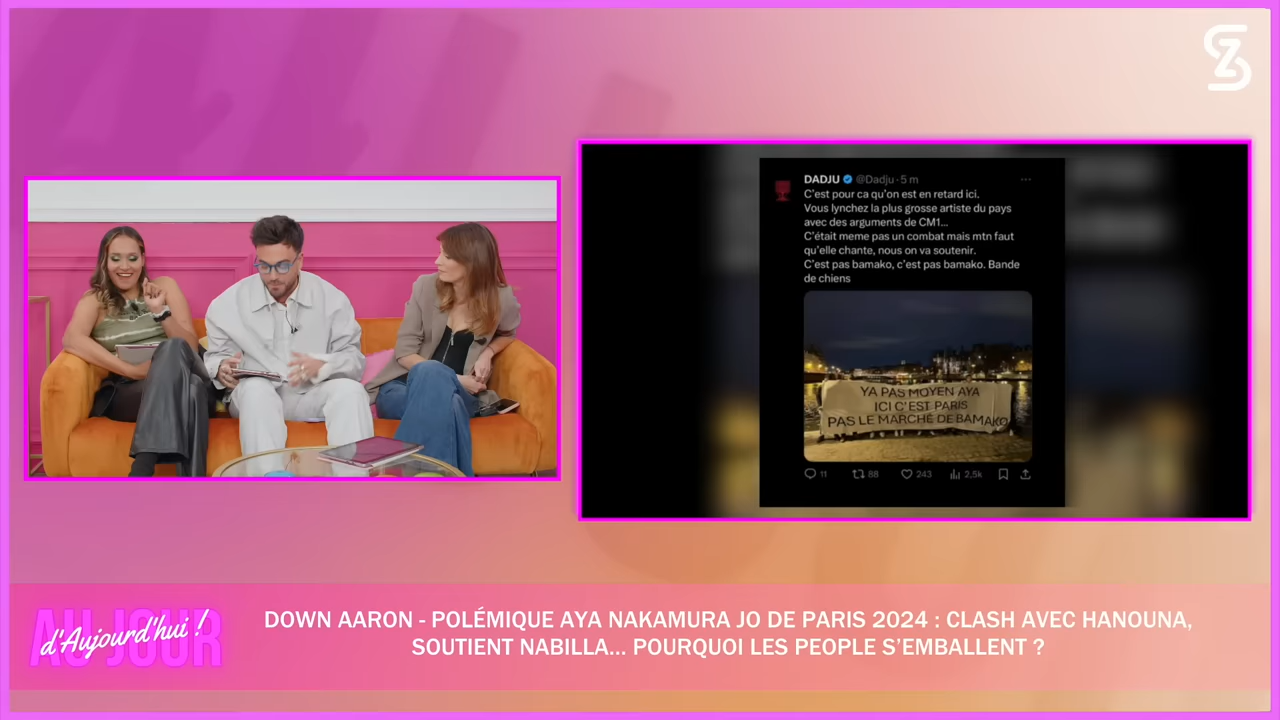 DADJU @Dadju · 5 m
C'est pour ca qu'on est en retard ici.
Vous lynchez la plus grosse artiste du pays
avec des arguments de CM1...
C'était meme pas un combat mais mtn faut
qu'elle chante, nous on va soutenir.
C'est pas bamako, c'est pas bamako. Bande
de chiens
YA PAS MOYEN AYA
ICI C'EST PARIS
PAS LE MARCHÉ DE BAMAKO
11 88 243 2,5k
AU JOUR
d'Aujourd'hui !
DOWN AARON - POLÉMIQUE AYA NAKAMURA JO DE PARIS 2024 : CLASH AVEC HANOUNA,
SOUTIENT NABILLA... POURQUOI LES PEOPLE S'EMBALLENT ?